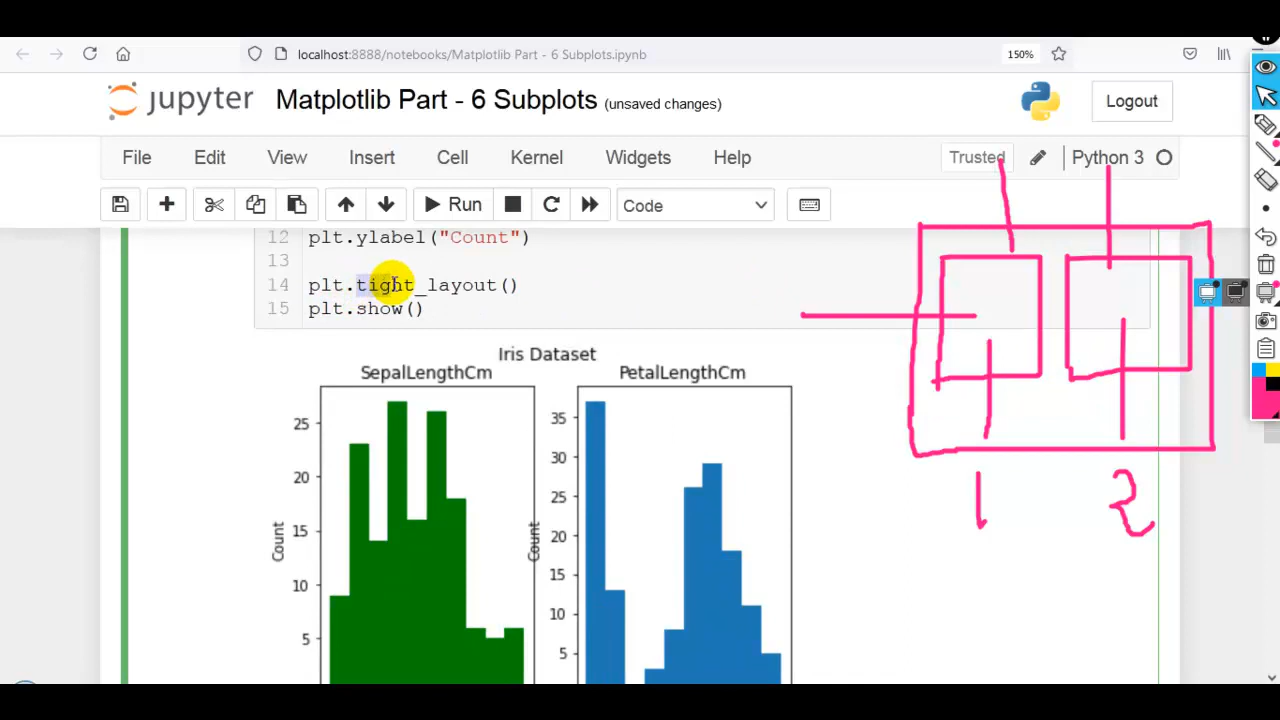 localhost:8888/notebooks/Matplotlib Part - 6 Subplots.ipynb
150%
jupyter Matplotlib Part - 6 Subplots (unsaved changes)
Logout
File Edit View Insert Cell Kernel Widgets Help
Trusted Python 3
Run Code
12 plt.ylabel("Count")
13
14 plt.tight_layout()
15 plt.show()
Iris Dataset
SepalLengthCm PetalLengthCm
25
20
15
10
5
Count
35
30
25
20
15
10
5
Count
1 2